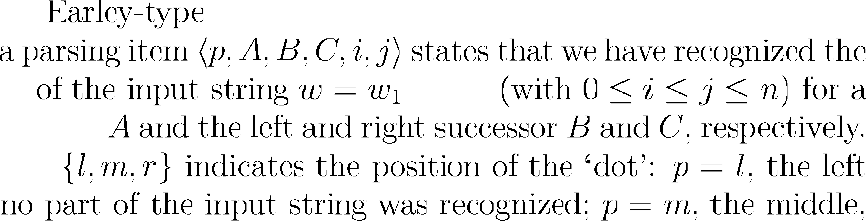 Earley-type
a parsing item ⟨p, A, B, C, i, j⟩ states that we have recognized the
of the input string w = w₁ (with 0 ≤ i ≤ j ≤ n) for a
A and the left and right successor B and C, respectively.
{l, m, r} indicates the position of the ‘dot’: p = l, the left
no part of the input string was recognized; p = m, the middle.